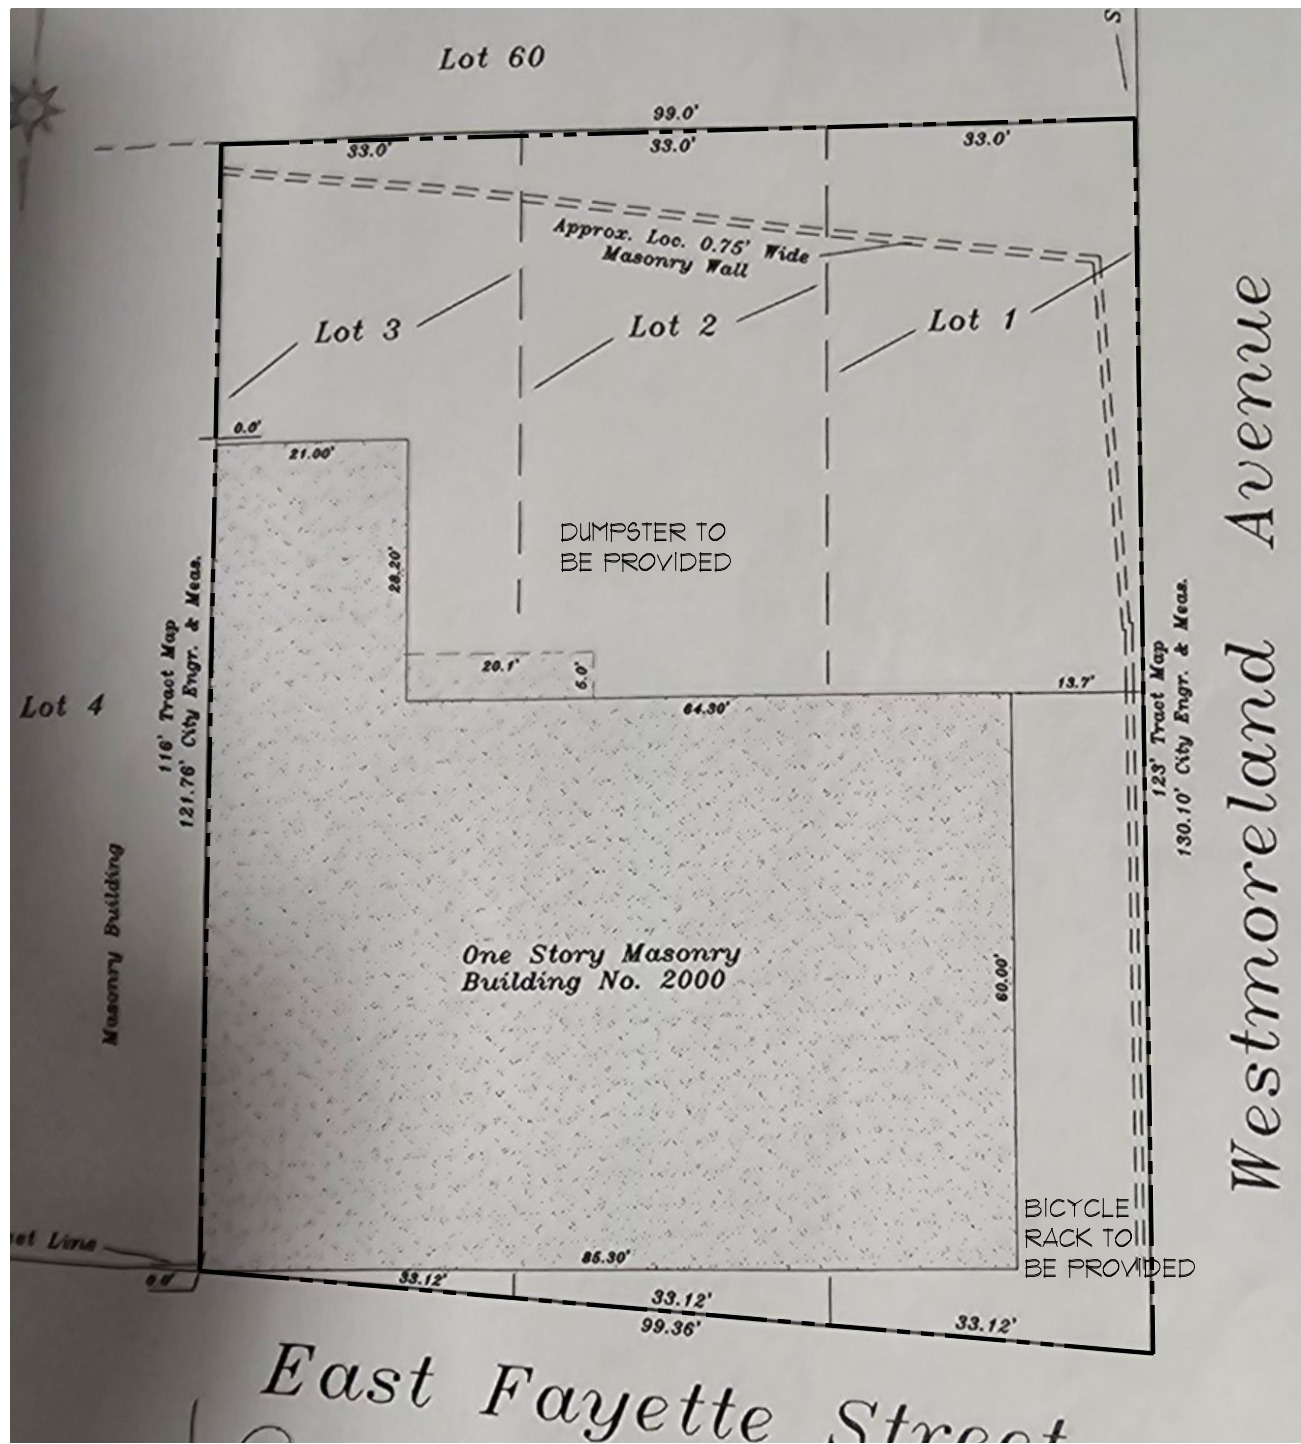 S
Lot 60
99.0'
33.0'
33.0'
33.0'
Approx. Loc. 0.75' Wide
Masonry Wall
Lot 3
Lot 2
Lot 1
0.0'
21.00'
28.20'
DUMPSTER TO
BE PROVIDED
20.1'
6.0'
64.30'
13.7'
116' Tract Map
121.76' City Engr. & Meas.
123' Tract Map
130.10' City Engr. & Meas.
Westmoreland Avenue
Lot 4
Masonry Building
One Story Masonry
Building No. 2000
60.00'
BICYCLE
RACK TO
BE PROVIDED
Line
0.0'
85.30'
33.12'
33.12'
33.12'
99.36'
East Fayette Street